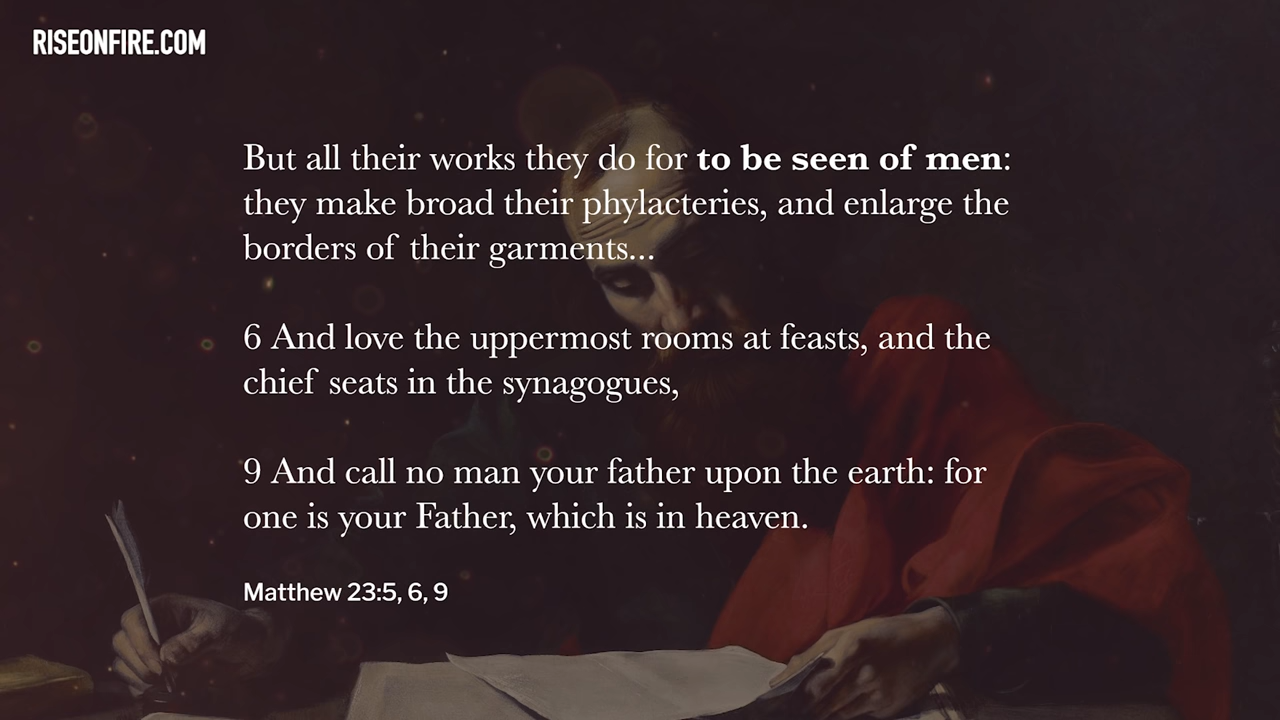 RISEONFIRE.COM
But all their works they do for to be seen of men:
they make broad their phylacteries, and enlarge the
borders of their garments...
6 And love the uppermost rooms at feasts, and the
chief seats in the synagogues,
9 And call no man your father upon the earth: for
one is your Father, which is in heaven.
Matthew 23:5, 6, 9